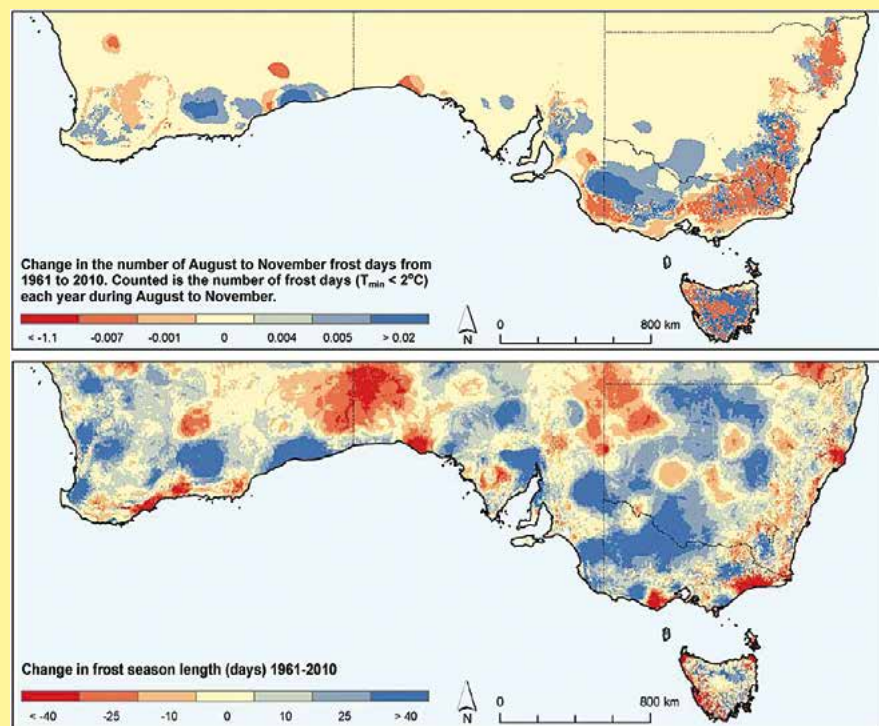 Change in the number of August to November frost days from
1961 to 2010. Counted is the number of frost days (Tmin < 2°C)
each year during August to November.
< -1.1 -0.007 -0.001 0 0.004 0.005 > 0.02
N
0 800 km
Change in frost season length (days) 1961-2010
< -40 -25 -10 0 10 25 > 40
N
0 800 km